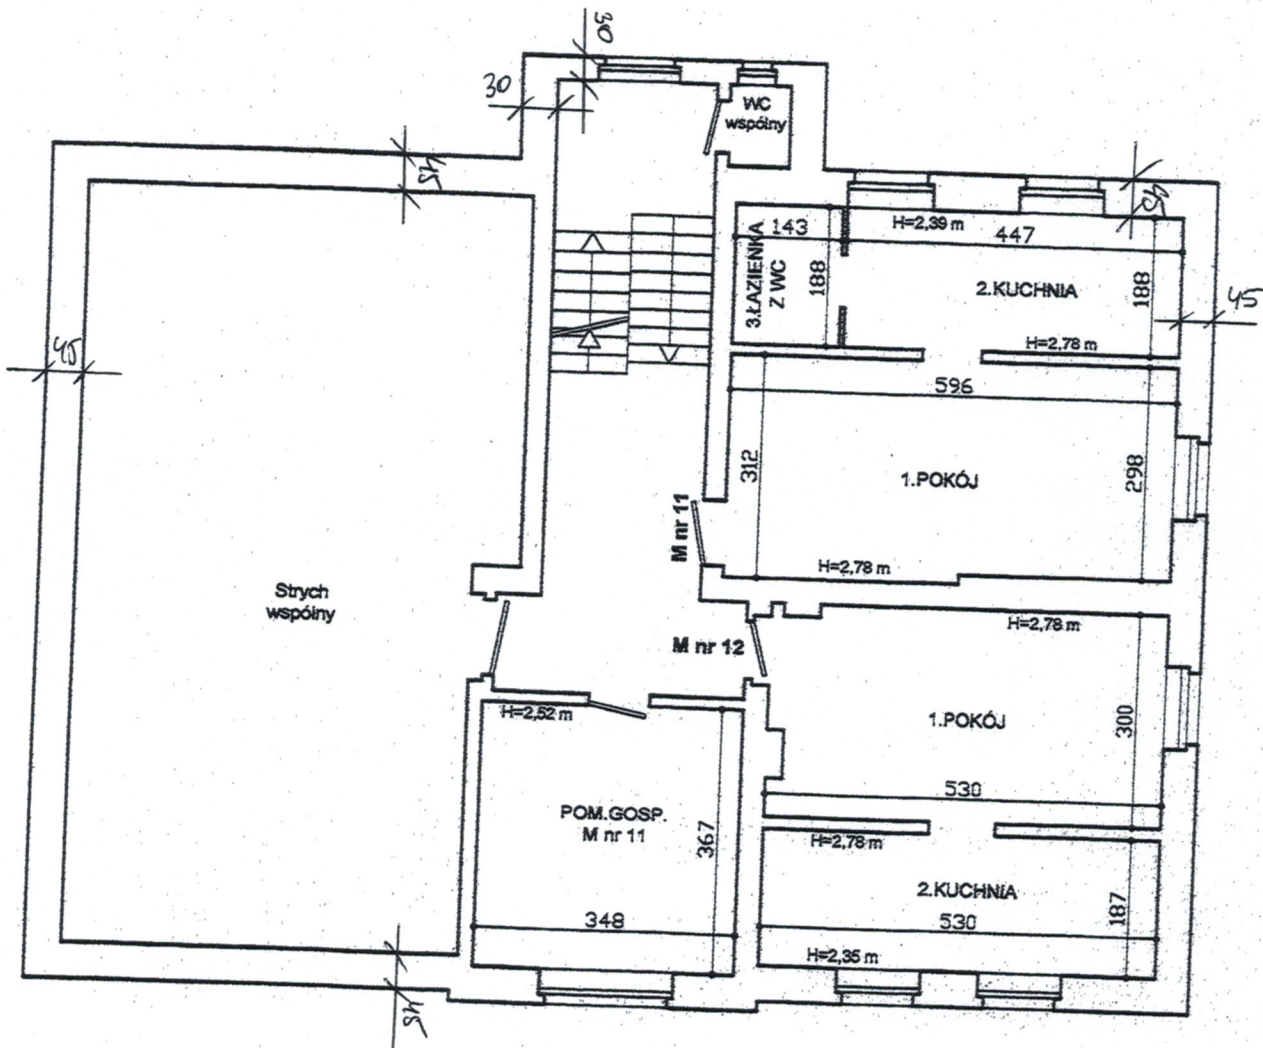 30
30
WC
wspólny
45
45
143
H=2,39 m
447
3.ŁAZIENKA
Z WC
188
2.KUCHNIA
188
45
H=2,78 m
45
596
312
1.POKÓJ
298
M nr 11
H=2,78 m
Strych
wspólny
H=2,78 m
M nr 12
H=2,52 m
1.POKÓJ
300
530
POM.GOSP.
M nr 11
367
H=2,78 m
2.KUCHNIA
187
348
530
H=2,35 m
45